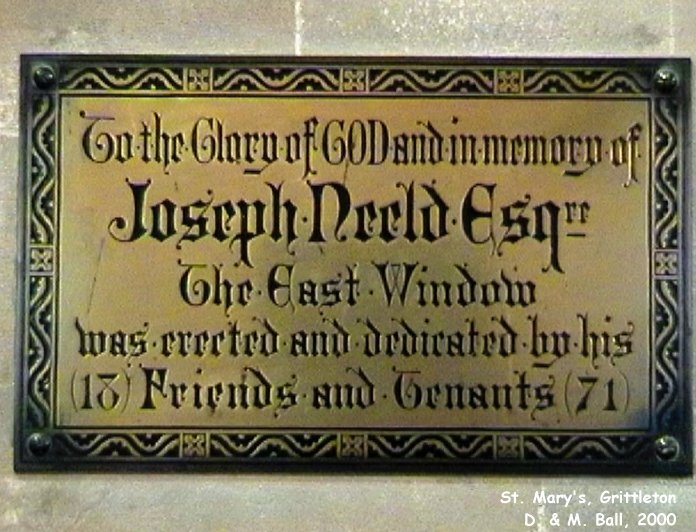 To·the·Glory·of GOD·and·in·memory·of
Joseph·Neeld·Esqre
The·East·Window
was·erected·and·dedicated·by·his
(18) Friends·and·Tenants (71)
St. Mary's, Grittleton
D. & M. Ball, 2000